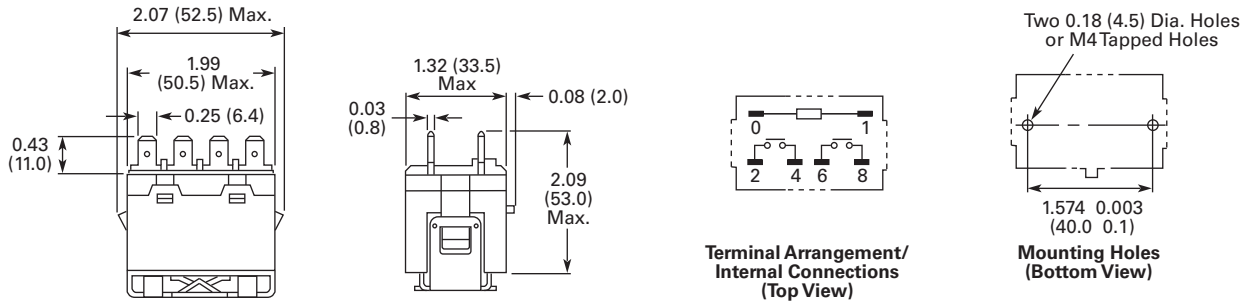 2.07 (52.5) Max.
1.99
(50.5) Max.
0.25 (6.4)
0.43
(11.0)
1.32 (33.5)
Max
0.03
(0.8)
0.08 (2.0)
2.09
(53.0)
Max.
0 1
2 4 6 8
Terminal Arrangement/
Internal Connections
(Top View)
Two 0.18 (4.5) Dia. Holes
or M4 Tapped Holes
1.574 0.003
(40.0 0.1)
Mounting Holes
(Bottom View)